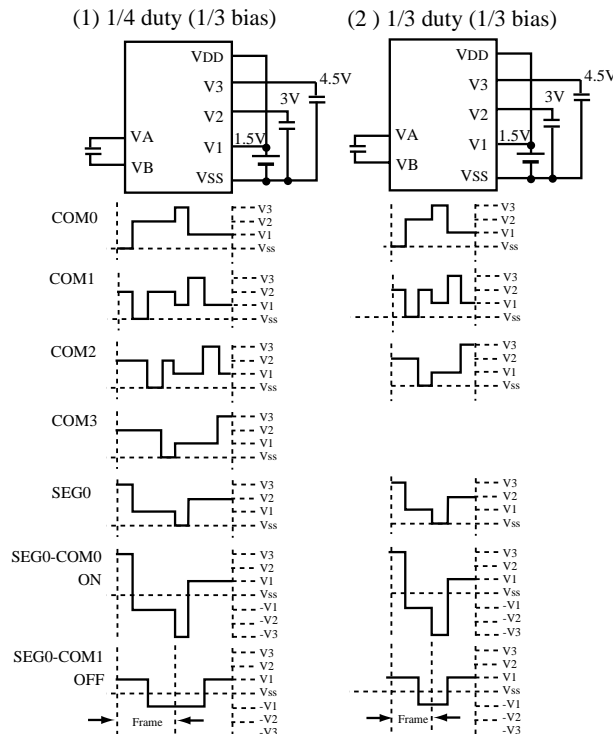 (1) 1/4 duty (1/3 bias)
(2 ) 1/3 duty (1/3 bias)
VDD
V3
V2
V1
VSS
VA
VB
4.5V
3V
1.5V
VDD
V3
V2
V1
VSS
VA
VB
4.5V
3V
1.5V
COM0
V3
V2
V1
Vss
V3
V2
V1
Vss
COM1
V3
V2
V1
Vss
V3
V2
V1
Vss
COM2
V3
V2
V1
Vss
V3
V2
V1
Vss
COM3
V3
V2
V1
Vss
SEG0
V3
V2
V1
Vss
V3
V2
V1
Vss
SEG0-COM0
ON
V3
V2
V1
Vss
-V1
-V2
-V3
V3
V2
V1
Vss
-V1
-V2
-V3
SEG0-COM1
OFF
V3
V2
V1
Vss
-V1
-V2
-V3
Frame
V3
V2
V1
Vss
-V1
-V2
-V3
Frame